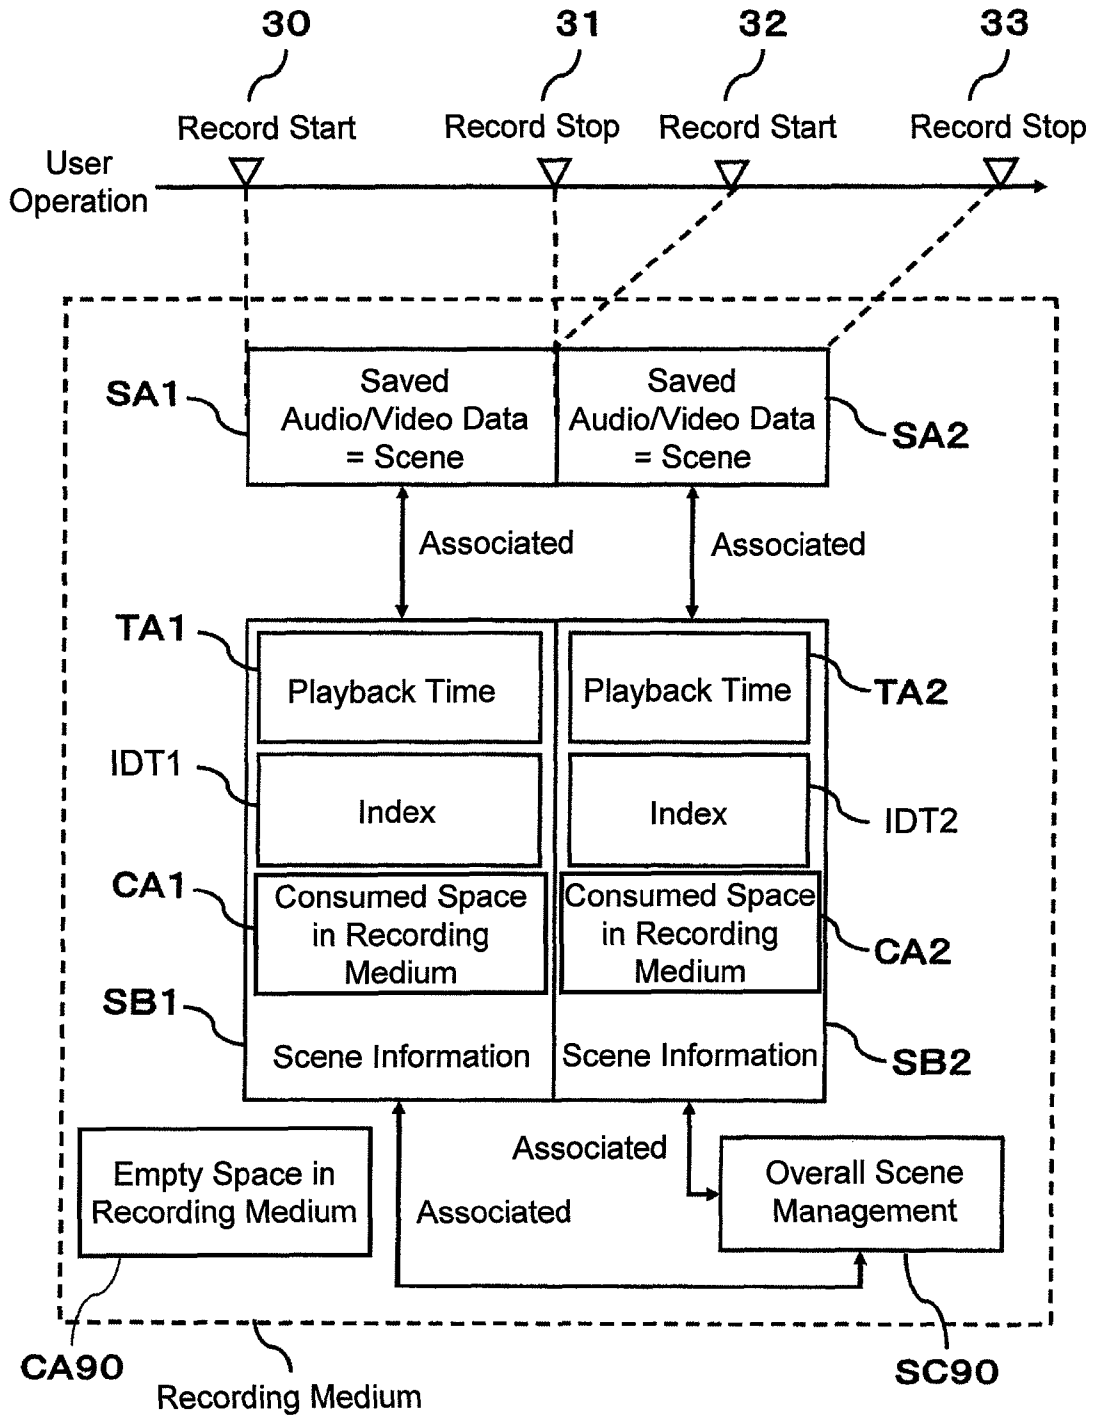 30 31 32 33
Record Start Record Stop Record Start Record Stop
User
Operation
SA1
Saved
Audio/Video Data
= Scene
Saved
Audio/Video Data
= Scene
SA2
Associated
Associated
TA1
Playback Time
Playback Time
TA2
IDT1
Index
Index
IDT2
CA1
Consumed Space
in Recording
Medium
Consumed Space
in Recording
Medium
CA2
SB1
Scene Information
Scene Information
SB2
Associated
Empty Space in
Recording Medium
Associated
Overall Scene
Management
CA90
Recording Medium
SC90